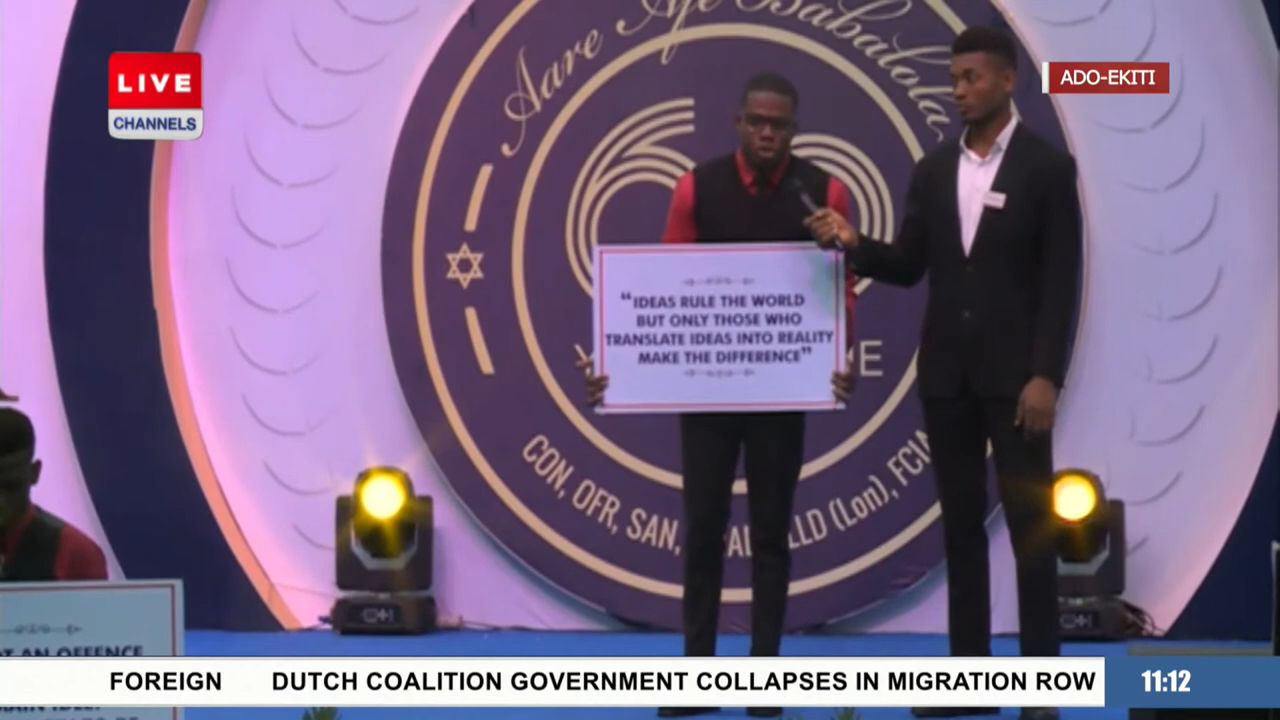 Aare Afe Babalola
LIVE
CHANNELS
ADO-EKITI
60
“IDEAS RULE THE WORLD
BUT ONLY THOSE WHO
TRANSLATE IDEAS INTO REALITY
MAKE THE DIFFERENCE”
E
CON, OFR, SAN, LLD (Lon), FCIA
AN OFFENCE
FOREIGN DUTCH COALITION GOVERNMENT COLLAPSES IN MIGRATION ROW 11:12